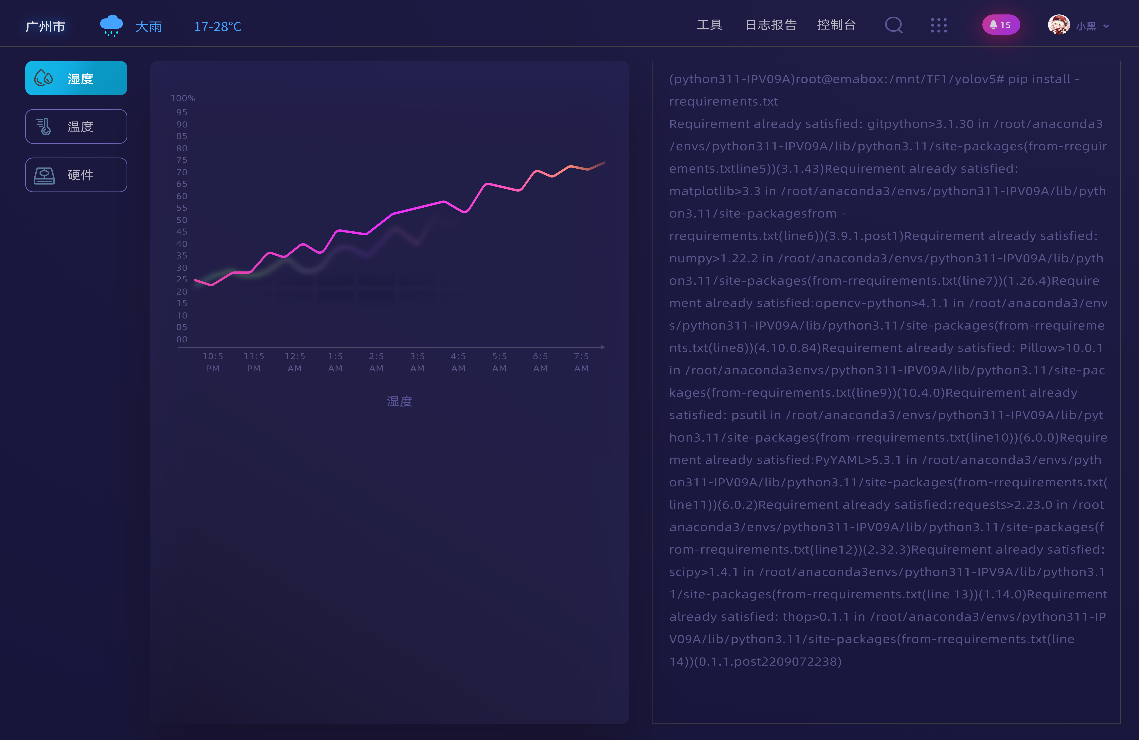 广州市
大雨
17-28℃
工具
日志报告
控制台
15
小黑
湿度
温度
硬件
100%
95
90
85
80
75
70
65
60
55
50
45
40
35
30
25
20
15
10
05
00
10:5 11:5 12:5 1:5 2:5 3:5 4:5 5:5 6:5 7:5
PM PM AM AM AM AM AM AM AM AM
湿度
(python311-IPV09A)root@emabox:/mnt/TF1/yolov5# pip install -
rrequirements.txt
Requirement already satisfied: gitpython>3.1.30 in /root/anaconda3
/envs/python311-IPV09A/lib/python3.11/site-packages(from-rreguir
ements.txtline5))(3.1.43)Requirement already satisfied:
matplotlib>3.3 in /root/anaconda3/envs/python311-IPV09A/lib/pyth
on3.11/site-packagesfrom -
rrequirements.txt(line6))(3.9.1.post1)Requirement already satisfied:
numpy>1.22.2 in /root/anaconda3/envs/python311-IPV09A/lib/pyth
on3.11/site-packages(from-rrequirements.txt(line7))(1.26.4)Require
ment already satisfied:opencv-python>4.1.1 in /root/anaconda3/env
s/python311-IPV09A/lib/python3.11/site-packages(from-rrequireme
nts.txt(line8))(4.10.0.84)Requirement already satisfied: Pillow>10.0.1
in /root/anaconda3envs/python311-IPV09A/lib/python3.11/site-pac
kages(from-rrequirements.txt(line9))(10.4.0)Requirement already
satisfied: psutil in /root/anaconda3/envs/python311-IPV09A/lib/pyt
hon3.11/site-packages(from-rrequirements.txt(line10))(6.0.0)Require
ment already satisfied:PyYAML>5.3.1 in /root/anaconda3/envs/pyth
on311-IPV09A/lib/python3.11/site-packages(from-rrequirements.txt(
line11))(6.0.2)Requirement already satisfied:requests>2.23.0 in /root
anaconda3/envs/python311-IPV09A/lib/python3.11/site-packages(f
rom-rrequirements.txt(line12))(2.32.3)Requirement already satisfied:
scipy>1.4.1 in /root/anaconda3envs/python311-IPV9A/lib/python3.1
1/site-packages(from-rrequirements.txt(line 13))(1.14.0)Requirement
already satisfied: thop>0.1.1 in /root/anaconda3/envs/python311-IP
V09A/lib/python3.11/site-packages(from-rrequirements.txt(line
14))(0.1.1.post2209072238)